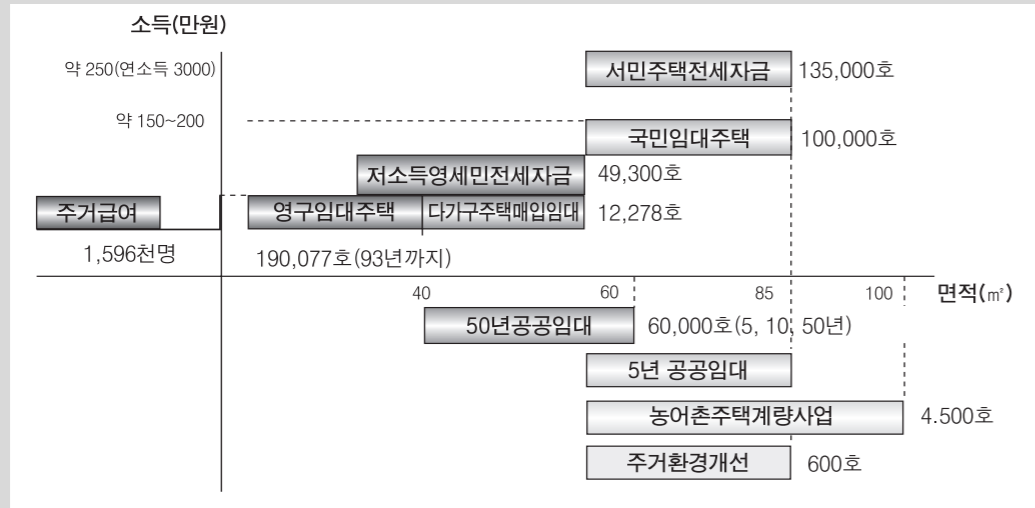 소득(만원)
약 250(연소득 3000)
서민주택전세자금 135,000호
약 150~200
국민임대주택 100,000호
저소득영세민전세자금 49,300호
주거급여 영구임대주택 다가구주택매입임대 12,278호
1,596천명 190,077호(93년까지)
40 60 85 100 면적(㎡)
50년공공임대 60,000호(5, 10, 50년)
5년 공공임대
농어촌주택계량사업 4.500호
주거환경개선 600호